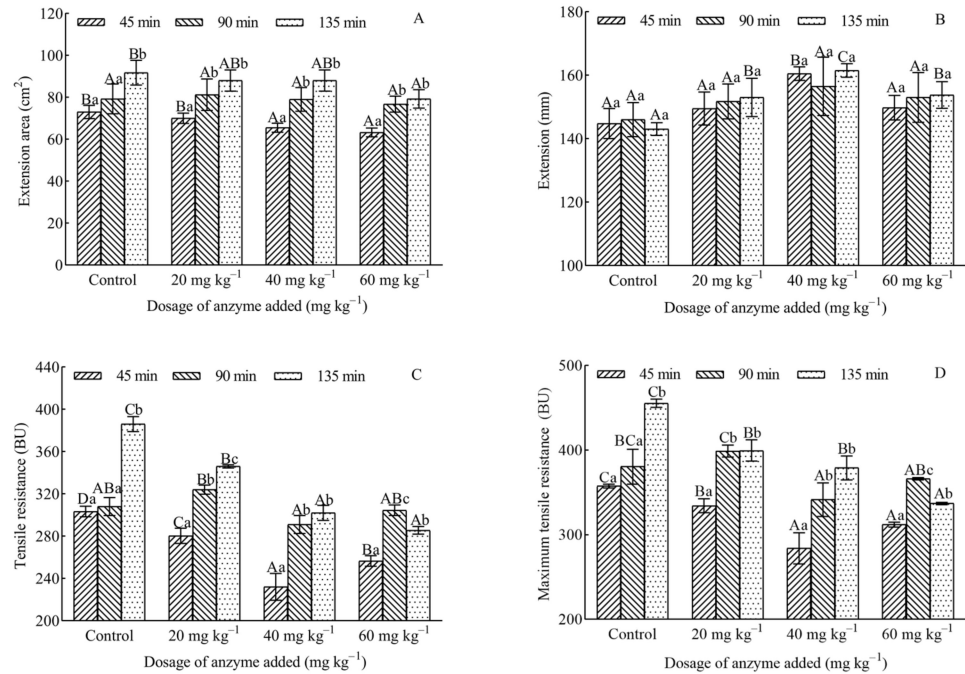 45 min 90 min 135 min A
Extension area (cm²)
120
100
80
60
40
20
0
Ba Aa Bb
Ba Ab ABb
Aa Ab ABb
Aa Ab Ab
Control 20 mg kg⁻¹ 40 mg kg⁻¹ 60 mg kg⁻¹
Dosage of anzyme added (mg kg⁻¹)
45 min 90 min 135 min B
Extension (mm)
180
160
140
120
100
Aa Aa Aa
Aa Aa Ba
Ba Aa Ca
Aa Aa Ba
Control 20 mg kg⁻¹ 40 mg kg⁻¹ 60 mg kg⁻¹
Dosage of anzyme added (mg kg⁻¹)
45 min 90 min 135 min C
Tensile resistance (BU)
440
400
360
320
280
240
200
Da ABa Cb
Ca Bb Bc
Aa Ab Ab
Ba ABc Ab
Control 20 mg kg⁻¹ 40 mg kg⁻¹ 60 mg kg⁻¹
Dosage of anzyme added (mg kg⁻¹)
45 min 90 min 135 min D
Maximum tensile resistance (BU)
500
400
300
200
Ca BCa Cb
Ba Cb Bb
Aa Ab Bb
Aa ABc Ab
Control 20 mg kg⁻¹ 40 mg kg⁻¹ 60 mg kg⁻¹
Dosage of anzyme added (mg kg⁻¹)